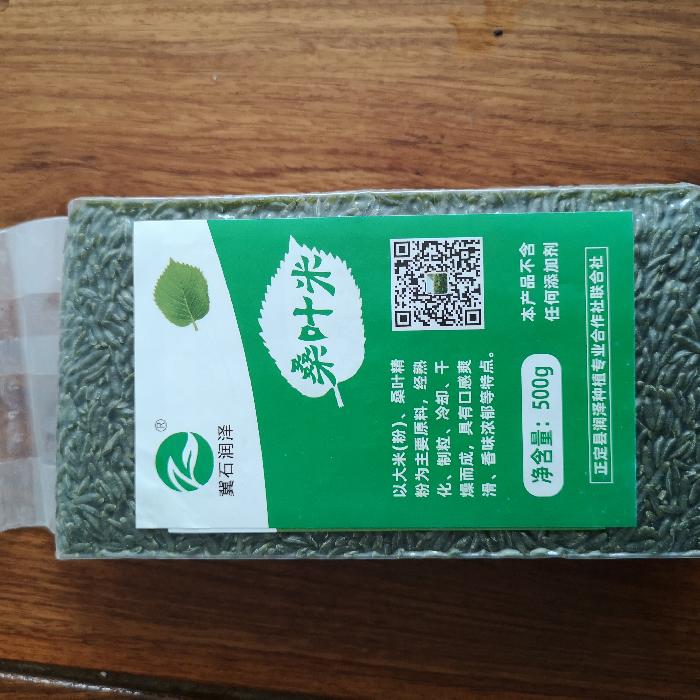 ®
冀石润泽
桑叶米
以大米(粉)、桑叶精
粉为主要原料，经熟
化、制粒、冷却、干
燥而成，具有口感爽
滑、香味浓郁等特点。
本产品不含
任何添加剂
净含量：500g
正定县润泽种植专业合作社联合社